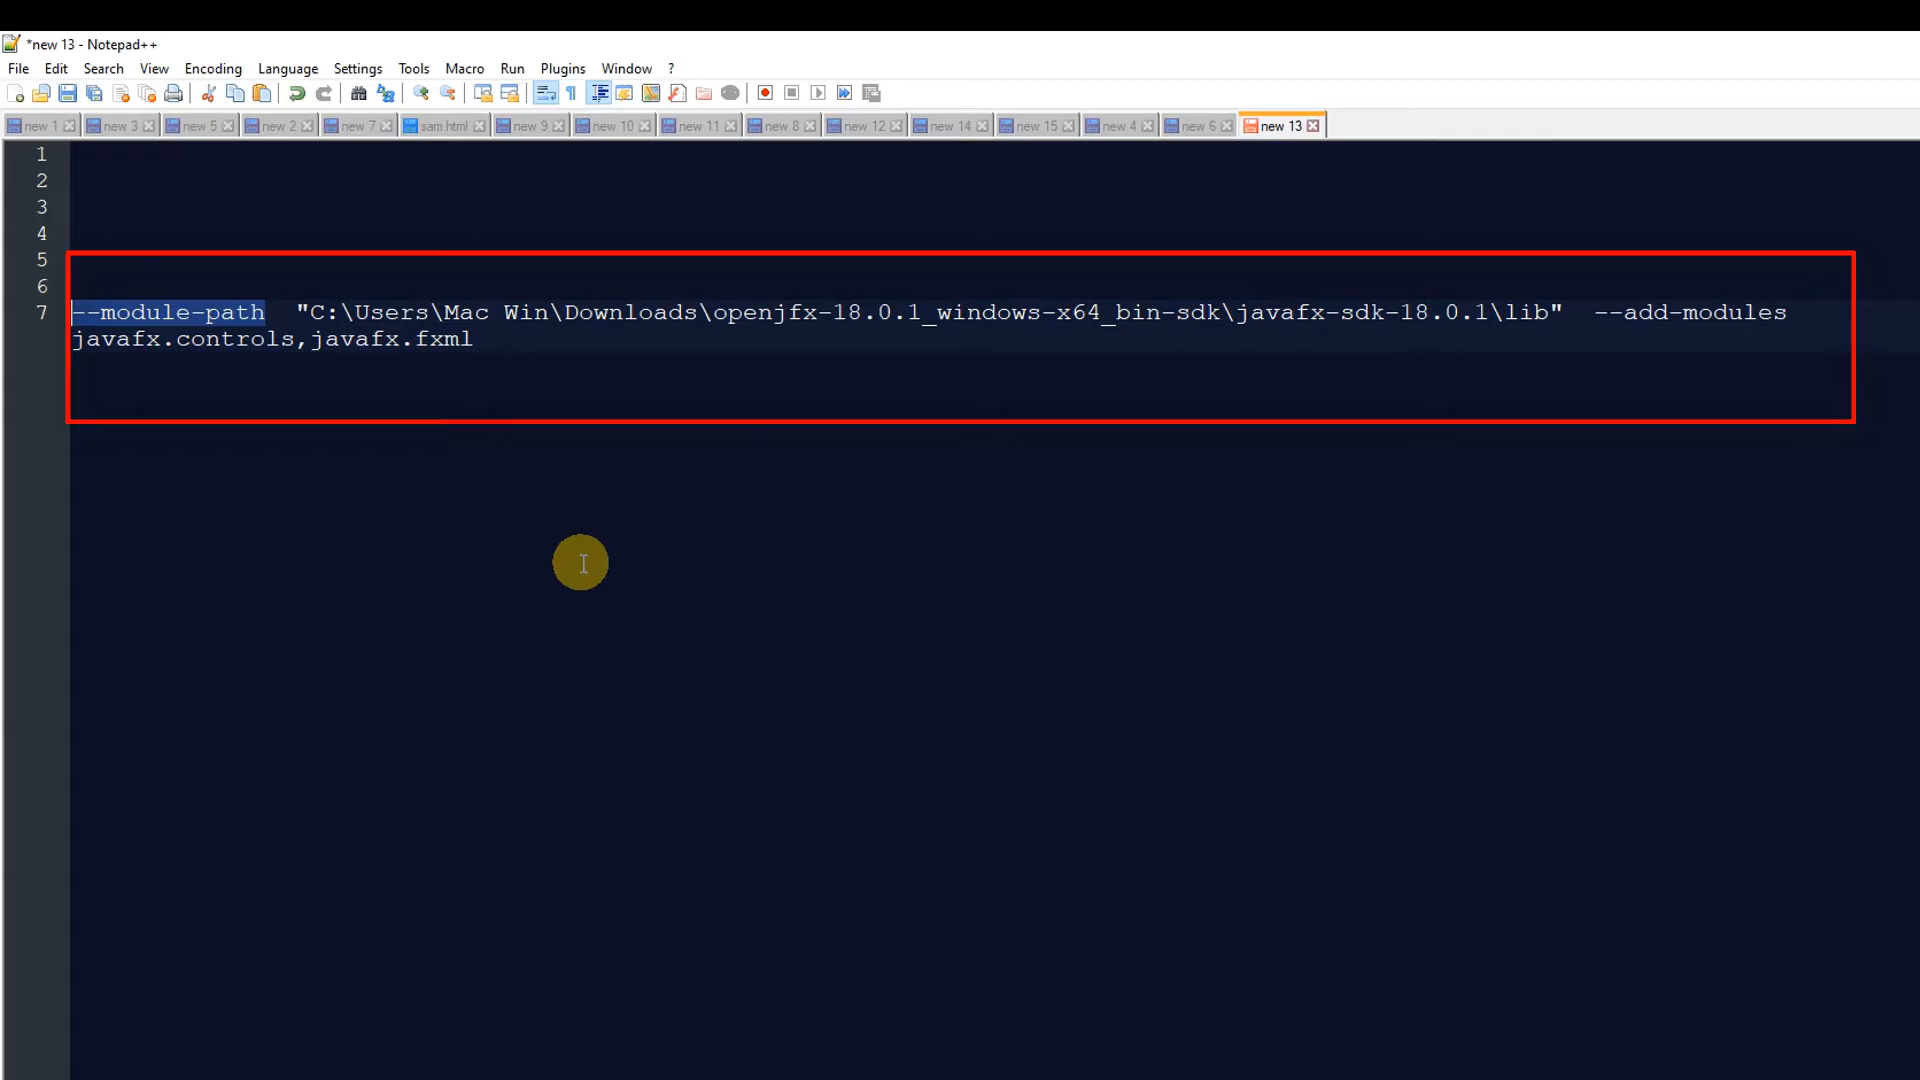 *new 13 - Notepad++
File Edit Search View Encoding Language Settings Tools Macro Run Plugins Window ?
new 1 new 3 new 5 new 2 new 7 sam.html new 9 new 10 new 11 new 8 new 12 new 14 new 15 new 4 new 6 new 13
1
2
3
4
5
6
7 --module-path  "C:\Users\Mac Win\Downloads\openjfx-18.0.1_windows-x64_bin-sdk\javafx-sdk-18.0.1\lib"  --add-modules
javafx.controls,javafx.fxml